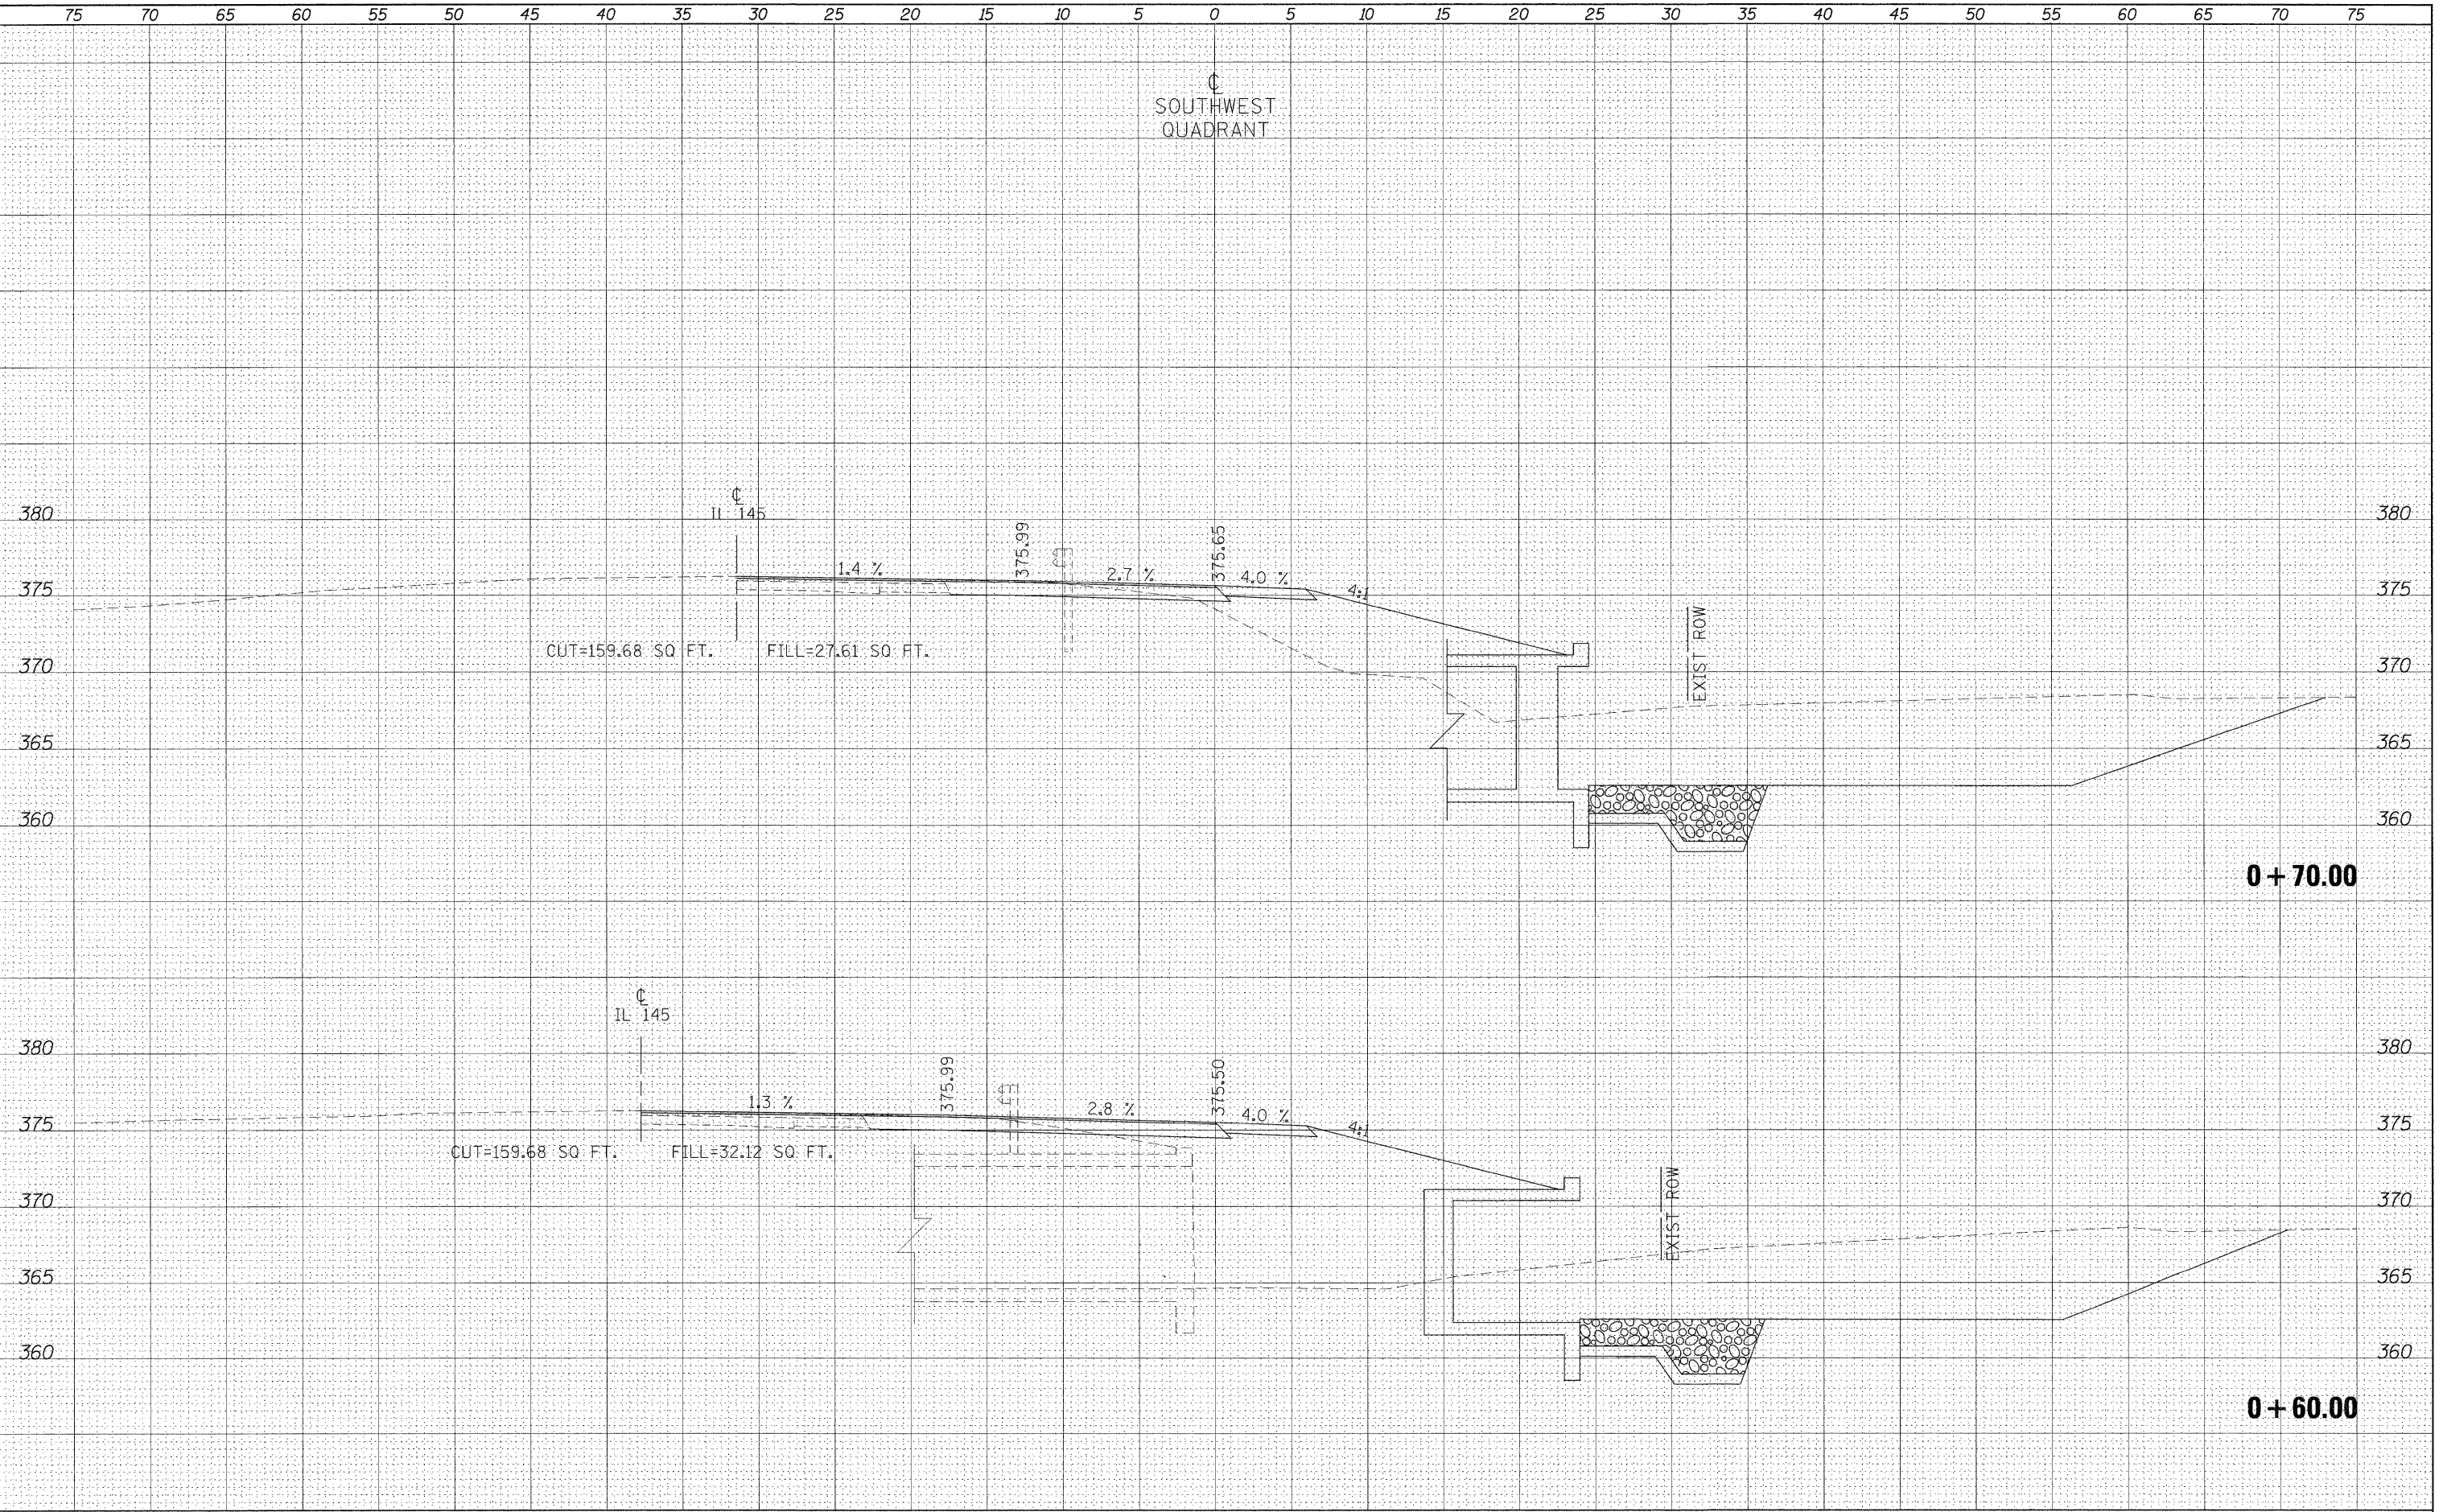 75 70 65 60 55 50 45 40 35 30 25 20 15 10 5 0 5 10 15 20 25 30 35 40 45 50 55 60 65 70 75
℄
SOUTHWEST
QUADRANT
℄
IL 145
380 380
375.99 375.65
1.4 % 2.7 % 4.0 % 4:1
375 375
CUT=159.68 SQ FT. FILL=27.61 SQ FT.
EXIST ROW
370 370
365 365
360 360
0+70.00
℄
IL 145
380 380
375.99 375.50
1.3 % 2.8 % 4.0 % 4:1
375 375
CUT=159.68 SQ FT. FILL=32.12 SQ FT.
EXIST ROW
370 370
365 365
360 360
0+60.00